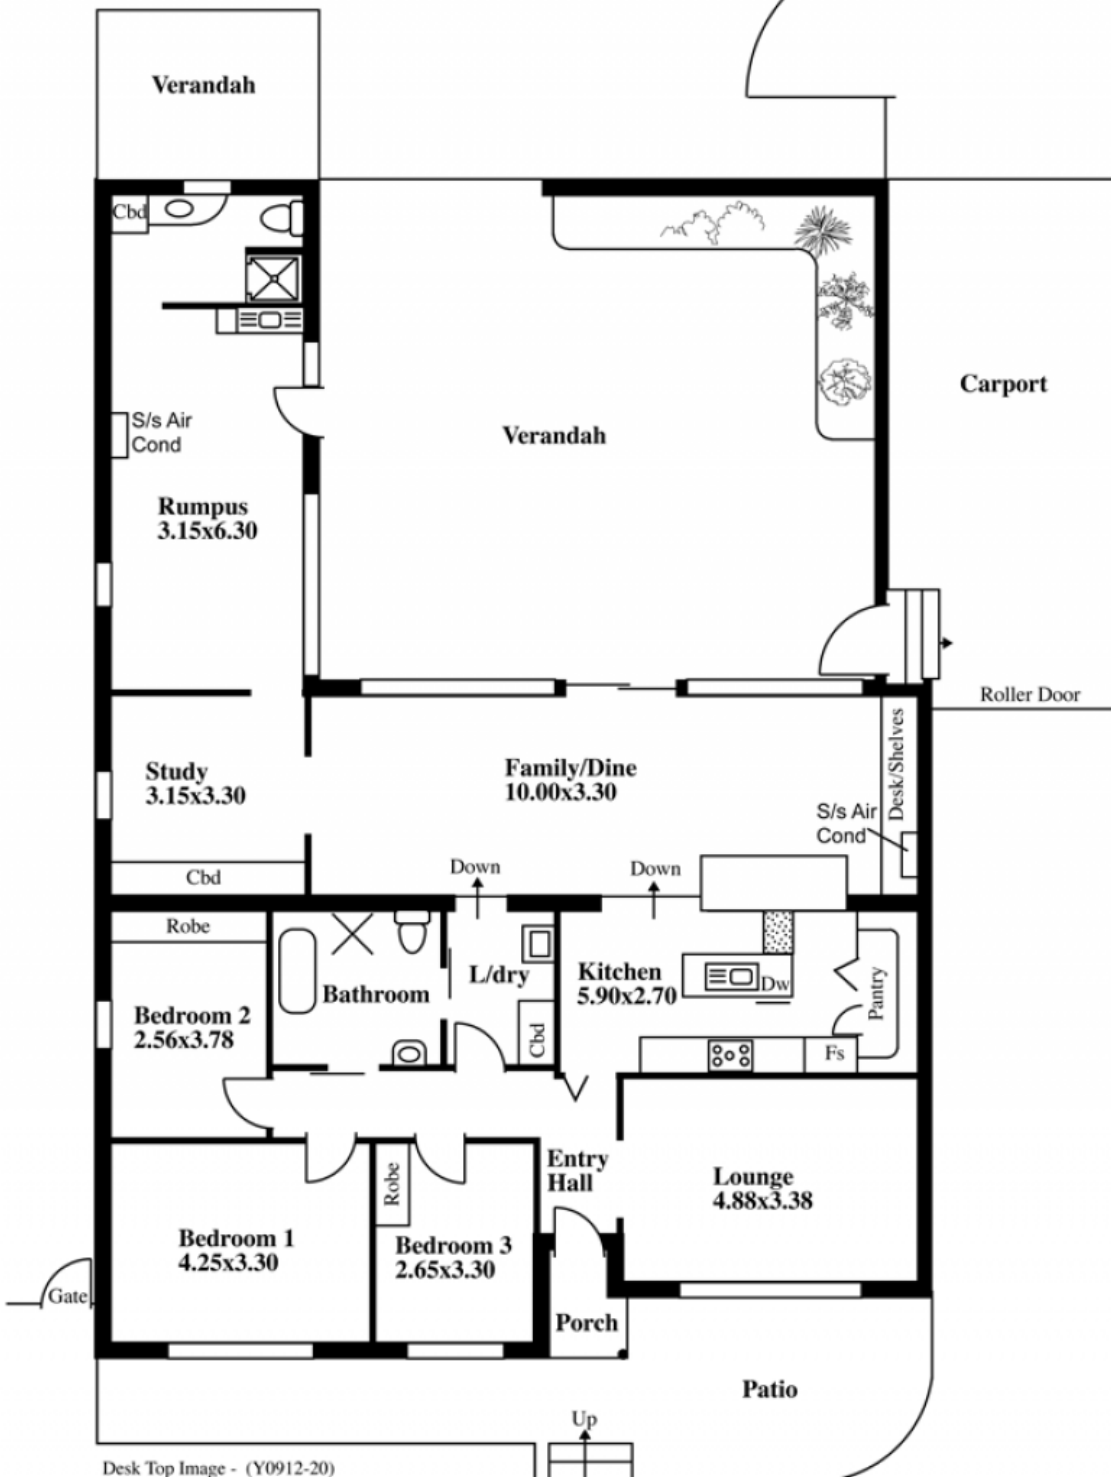 Verandah
Cbd
S/s Air
Cond
Verandah
Carport
Rumpus
3.15x6.30
Roller Door
Study
3.15x3.30
Family/Dine
10.00x3.30
Desk/Shelves
S/s Air
Cond
Cbd
Down
Down
Robe
Bathroom
L/dry
Kitchen
5.90x2.70
Dw
Pantry
Bedroom 2
2.56x3.78
Cbd
Fs
Entry
Hall
Lounge
4.88x3.38
Robe
Bedroom 1
4.25x3.30
Bedroom 3
2.65x3.30
Gate
Porch
Patio
Up
Desk Top Image - (Y0912-20)